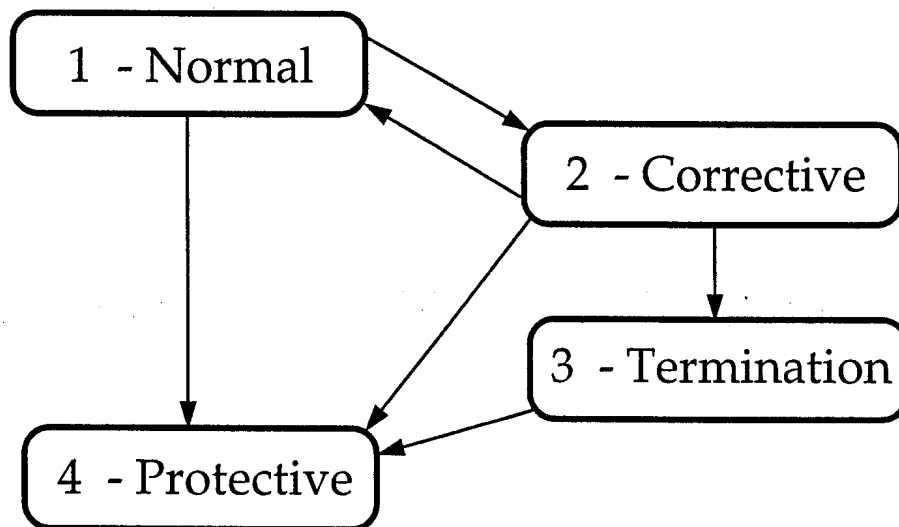 1 - Normal
2 - Corrective
3 - Termination
4 - Protective